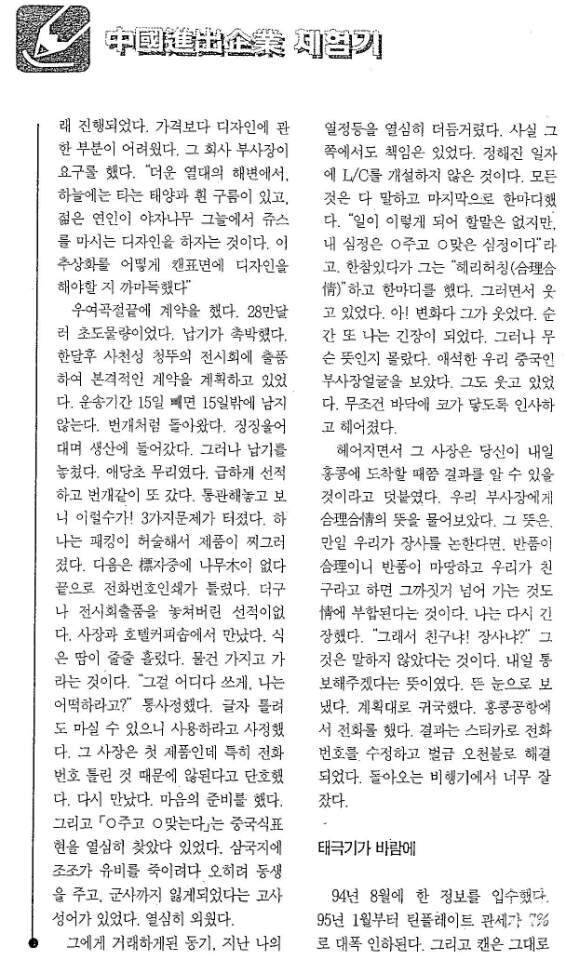 中國進出企業 체험기
래 진행되었다. 가격보다 디자인에 관
한 부분이 어려웠다. 그 회사 부사장이
요구를 했다. “더운 열대의 해변에서,
하늘에는 타는 태양과 흰 구름이 있고,
젊은 연인이 야자나무 그늘에서 쥬스
를 마시는 디자인을 하자는 것이다. 이
추상화를 어떻게 캔표면에 디자인을
해야할 지 까마득했다”
우여곡절끝에 계약을 했다. 28만달
러 초도물량이었다. 납기가 촉박했다.
한달후 사천성 청뚜의 전시회에 출품
하여 본격적인 계약을 계획하고 있었
다. 운송기간 15일 빼면 15일밖에 남지
않는다. 번개처럼 돌아왔다. 징징울어
대며 생산에 들어갔다. 그러나 납기를
놓쳤다. 애당초 무리였다. 급하게 선적
하고 번개같이 또 갔다. 통관해놓고 보
니 이럴수가! 3가지문제가 터졌다. 하
나는 패킹이 허술해서 제품이 찌그러
졌다. 다음은 標자중에 나무木이 없다
끝으로 전화번호인쇄가 틀렸다. 더구
나 전시회출품을 놓쳐버린 선적이었
다. 사장과 호텔커피숍에서 만났다. 식
은 땀이 줄줄 흘렀다. 물건 가지고 가
라는 것이다. “그걸 어디다 쓰게, 나는
어떡하라고?” 통사정했다. 글자 틀려
도 마실 수 있으니 사용하라고 사정했
다. 그 사장은 첫 제품인데 특히 전화
번호 틀린 것 때문에 않된다고 단호했
다. 다시 만났다. 마음의 준비를 했다.
그리고 「○주고 ○맞는다」는 중국식표
현을 열심히 찾았다 있었다. 삼국지에
조조가 유비를 죽이려다 오히려 동생
을 주고, 군사까지 잃게되었다는 고사
성어가 있었다. 열심히 외웠다.
그에게 거래하게된 동기, 지난 나의
열정등을 열심히 더듬거렸다. 사실 그
쪽에서도 책임은 있었다. 정해진 일자
에 L/C를 개설하지 않은 것이다. 모든
것은 다 말하고 마지막으로 한마디했
다. “일이 이렇게 되어 할말은 없지만,
내 심정은 ○주고 ○맞은 심정이다”라
고, 한참있다가 그는 “헤리허칭(合理合
情)”하고 한마디를 했다. 그러면서 웃
고 있었다. 아! 변화다 그가 웃었다. 순
간 또 나는 긴장이 되었다. 그러나 무
슨 뜻인지 몰랐다. 애석한 우리 중국인
부사장얼굴을 보았다. 그도 웃고 있었
다. 무조건 바닥에 코가 닿도록 인사하
고 헤어졌다.
헤어지면서 그 사장은 당신이 내일
홍콩에 도착할 때쯤 결과를 알 수 있을
것이라고 덧붙였다. 우리 부사장에게
合理合情의 뜻을 물어보았다. 그 뜻은,
만일 우리가 장사를 논한다면, 반품이
合理이니 반품이 마땅하고 우리가 친
구라고 하면 그까짓거 넘어 가는 것도
情에 부합된다는 것이다. 나는 다시 긴
장했다. “그래서 친구냐! 장사냐?” 그
것은 말하지 않았다는 것이다. 내일 통
보해주겠다는 뜻이였다. 뜬 눈으로 보
냈다. 계획대로 귀국했다. 홍콩공항에
서 전화를 했다. 결과는 스티카로 전화
번호를 수정하고 벌금 오천불로 해결
되었다. 돌아오는 비행기에서 너무 잘
잤다.
태극기가 바람에
94년 8월에 한 정보를 입수했다.
95년 1월부터 틴플레이트 관세가 7%
로 대폭 인하된다. 그리고 캔은 그대로